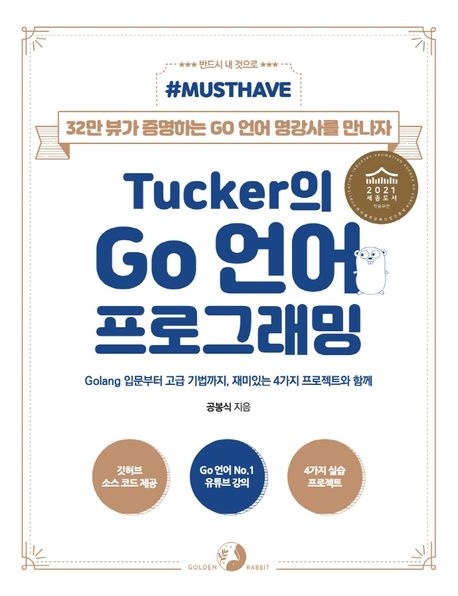 ★★★ 반드시 내 것으로 ★★★
#MUSTHAVE
32만 뷰가 증명하는 GO 언어 명강사를 만나자
2021
세종도서
학술부문
Tucker의
Go 언어
프로그래밍
Golang 입문부터 고급 기법까지, 재미있는 4가지 프로젝트와 함께
공봉식 지음
깃허브
소스 코드 제공
Go 언어 No.1
유튜브 강의
4가지 실습
프로젝트
GOLDEN RABBIT